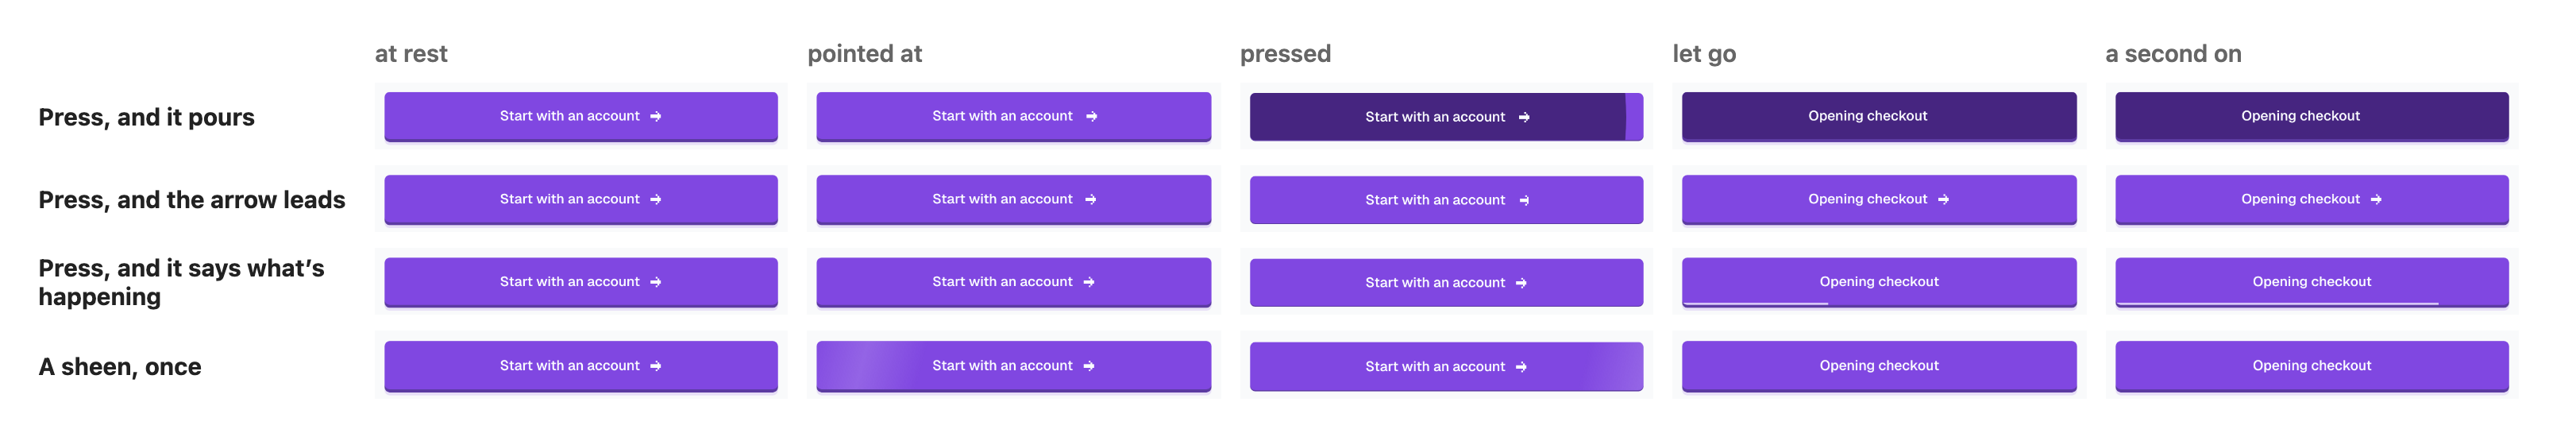 at rest pointed at pressed let go a second on
Press, and it pours Start with an account → Start with an account → Start with an account → Opening checkout Opening checkout
Press, and the arrow leads Start with an account → Start with an account → Start with an account → Opening checkout → Opening checkout →
Press, and it says what’s
happening Start with an account → Start with an account → Start with an account → Opening checkout Opening checkout
A sheen, once Start with an account → Start with an account → Start with an account → Opening checkout Opening checkout